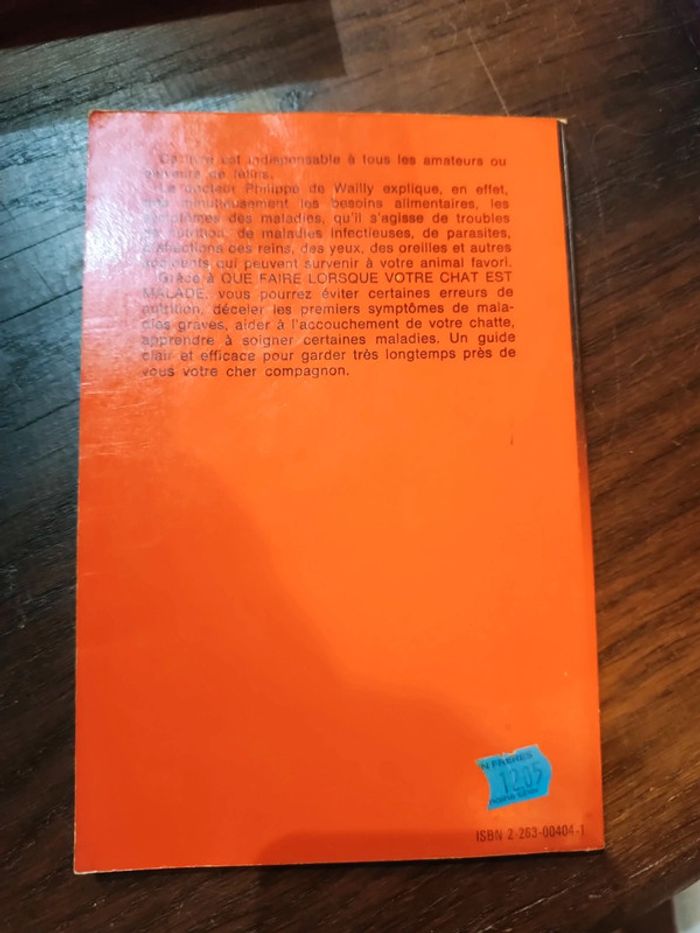 Ce livre est indispensable à tous les amateurs ou
éleveurs de félins.
Le docteur Philippe de Wailly explique, en effet,
très minutieusement les besoins alimentaires, les
symptômes des maladies, qu'il s'agisse de troubles
de nutrition, de maladies infectieuses, de parasites,
d'affections des reins, des yeux, des oreilles et autres
accidents qui peuvent survenir à votre animal favori.
Grâce à QUE FAIRE LORSQUE VOTRE CHAT EST
MALADE, vous pourrez éviter certaines erreurs de
nutrition, déceler les premiers symptômes de mala-
dies graves, aider à l'accouchement de votre chatte,
apprendre à soigner certaines maladies. Un guide
clair et efficace pour garder très longtemps près de
vous votre cher compagnon.
N FRERES
1205
ISBN 2-263-00404-1